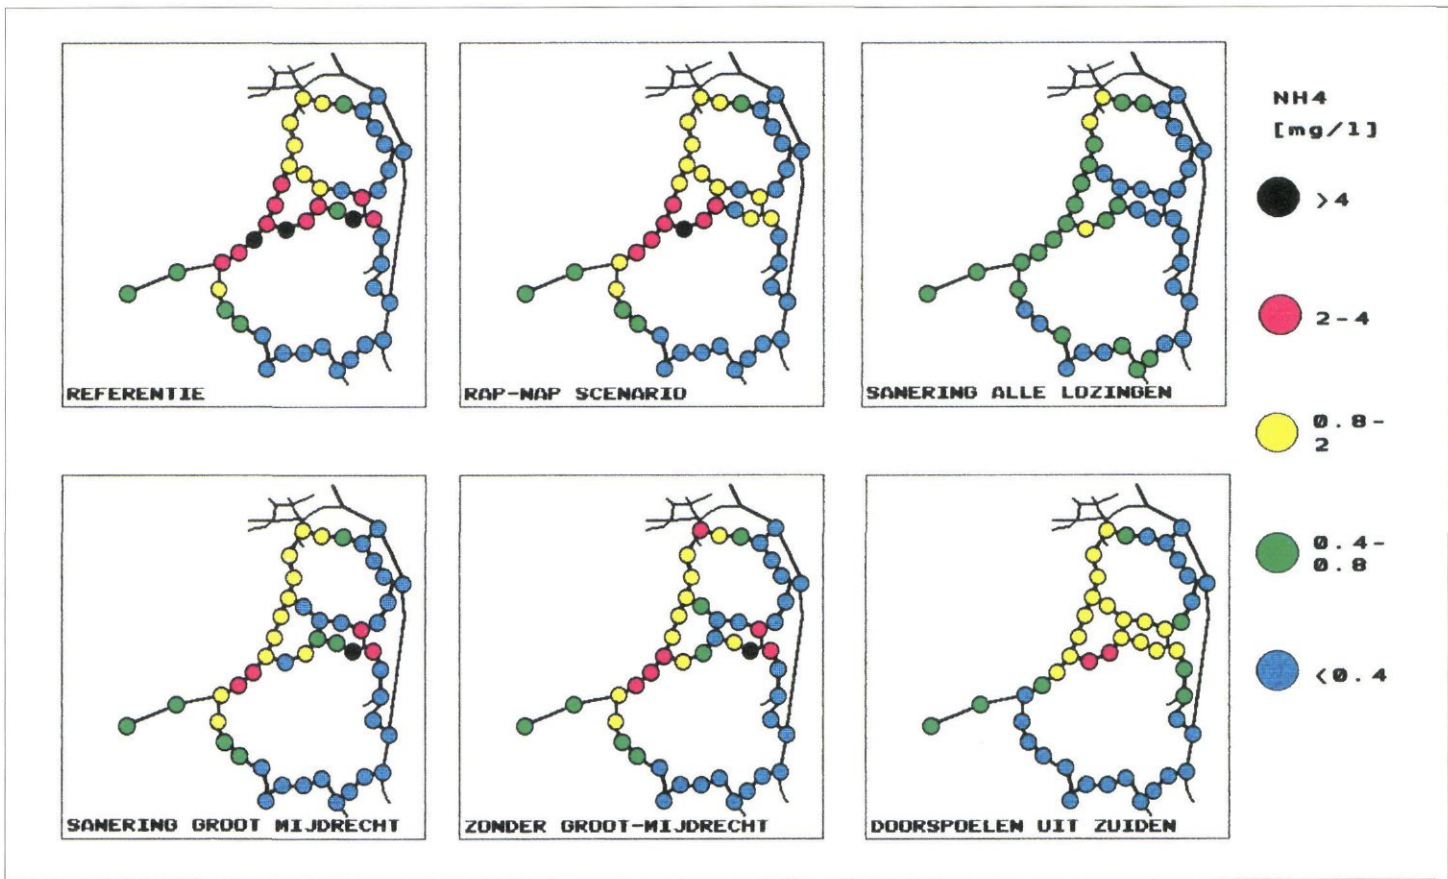 REFERENTIE
RAP-NAP SCENARIO
SANERING ALLE LOZINGEN
SANERING GROOT MIJDRECHT
ZONDER GROOT-MIJDRECHT
DOORSPOELEN UIT ZUIDEN
NH4
[mg/l]
>4
2-4
0.8-
2
0.4-
0.8
<0.4